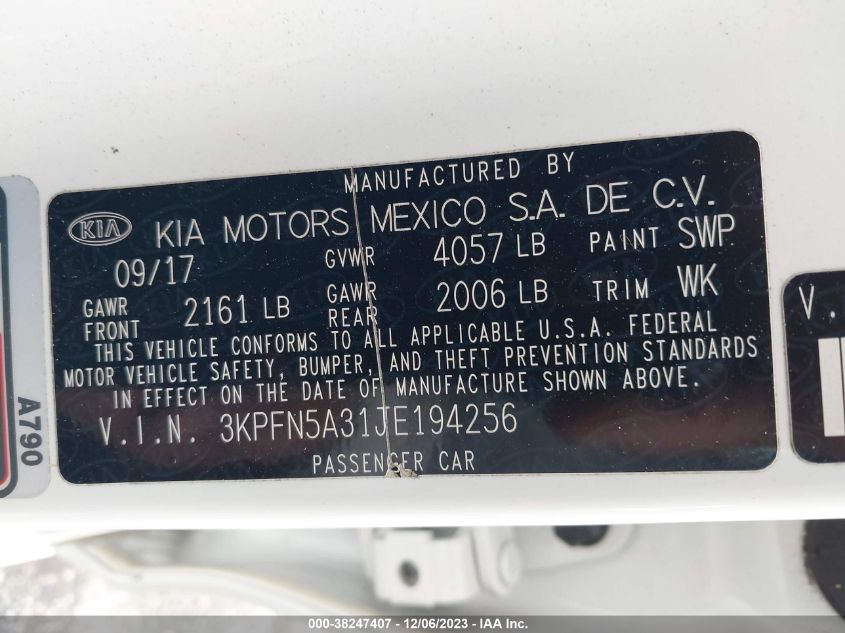 MANUFACTURED BY
KIA KIA MOTORS MEXICO S.A. DE C.V.
09/17 GVWR 4057 LB PAINT SWP
GAWR FRONT 2161 LB GAWR REAR 2006 LB TRIM WK
THIS VEHICLE CONFORMS TO ALL APPLICABLE U.S.A. FEDERAL
MOTOR VEHICLE SAFETY, BUMPER, AND THEFT PREVENTION STANDARDS
IN EFFECT ON THE DATE OF MANUFACTURE SHOWN ABOVE.
V.I.N. 3KPFN5A31JE194256
PASSENGER CAR
A790
V.
000-38247407 - 12/06/2023 - IAA Inc.